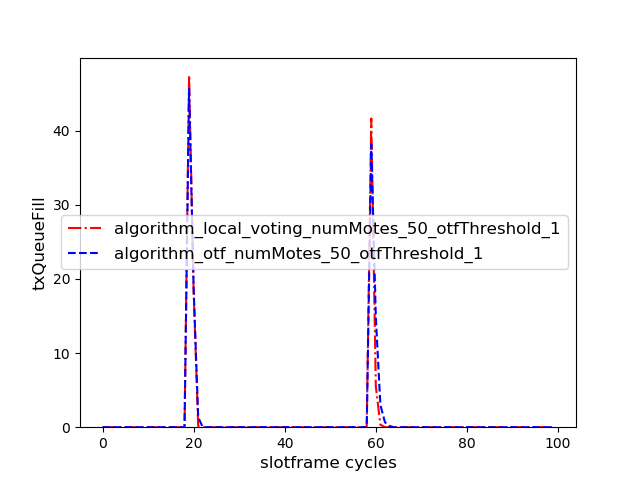 40
30
20
10
0
txQueueFill
algorithm_local_voting_numMotes_50_otfThreshold_1
algorithm_otf_numMotes_50_otfThreshold_1
0 20 40 60 80 100
slotframe cycles